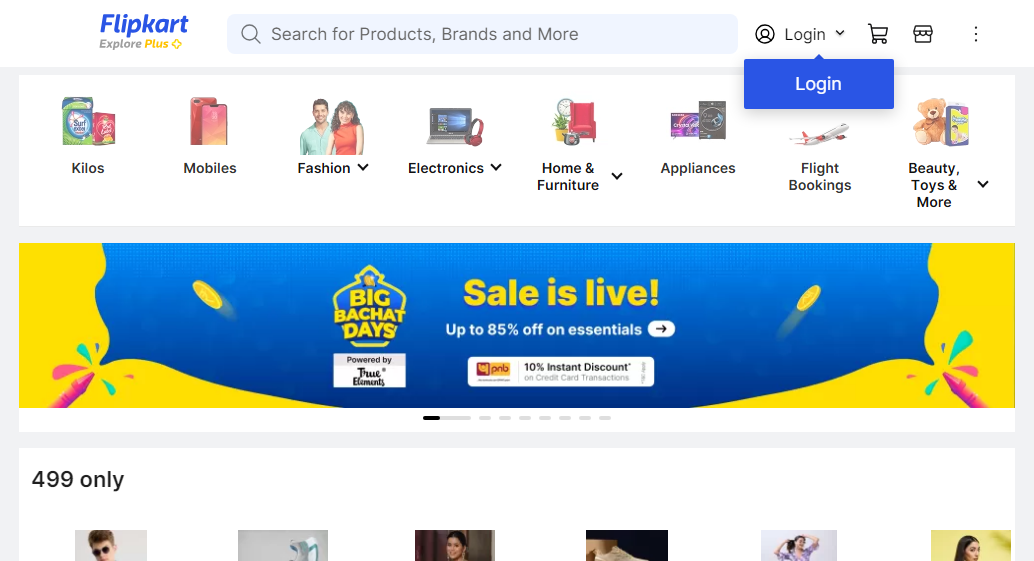 Flipkart
Explore Plus
Search for Products, Brands and More
Login
Login
Surf excel
Kilos
Mobiles
Fashion
Electronics
Home &
Furniture
Appliances
Flight
Bookings
Beauty,
Toys &
More
BIG
BACHAT
DAYS
Powered by
True
Elements
Sale is live!
Up to 85% off on essentials
pnb
10% Instant Discount*
on Credit Card Transactions
499 only